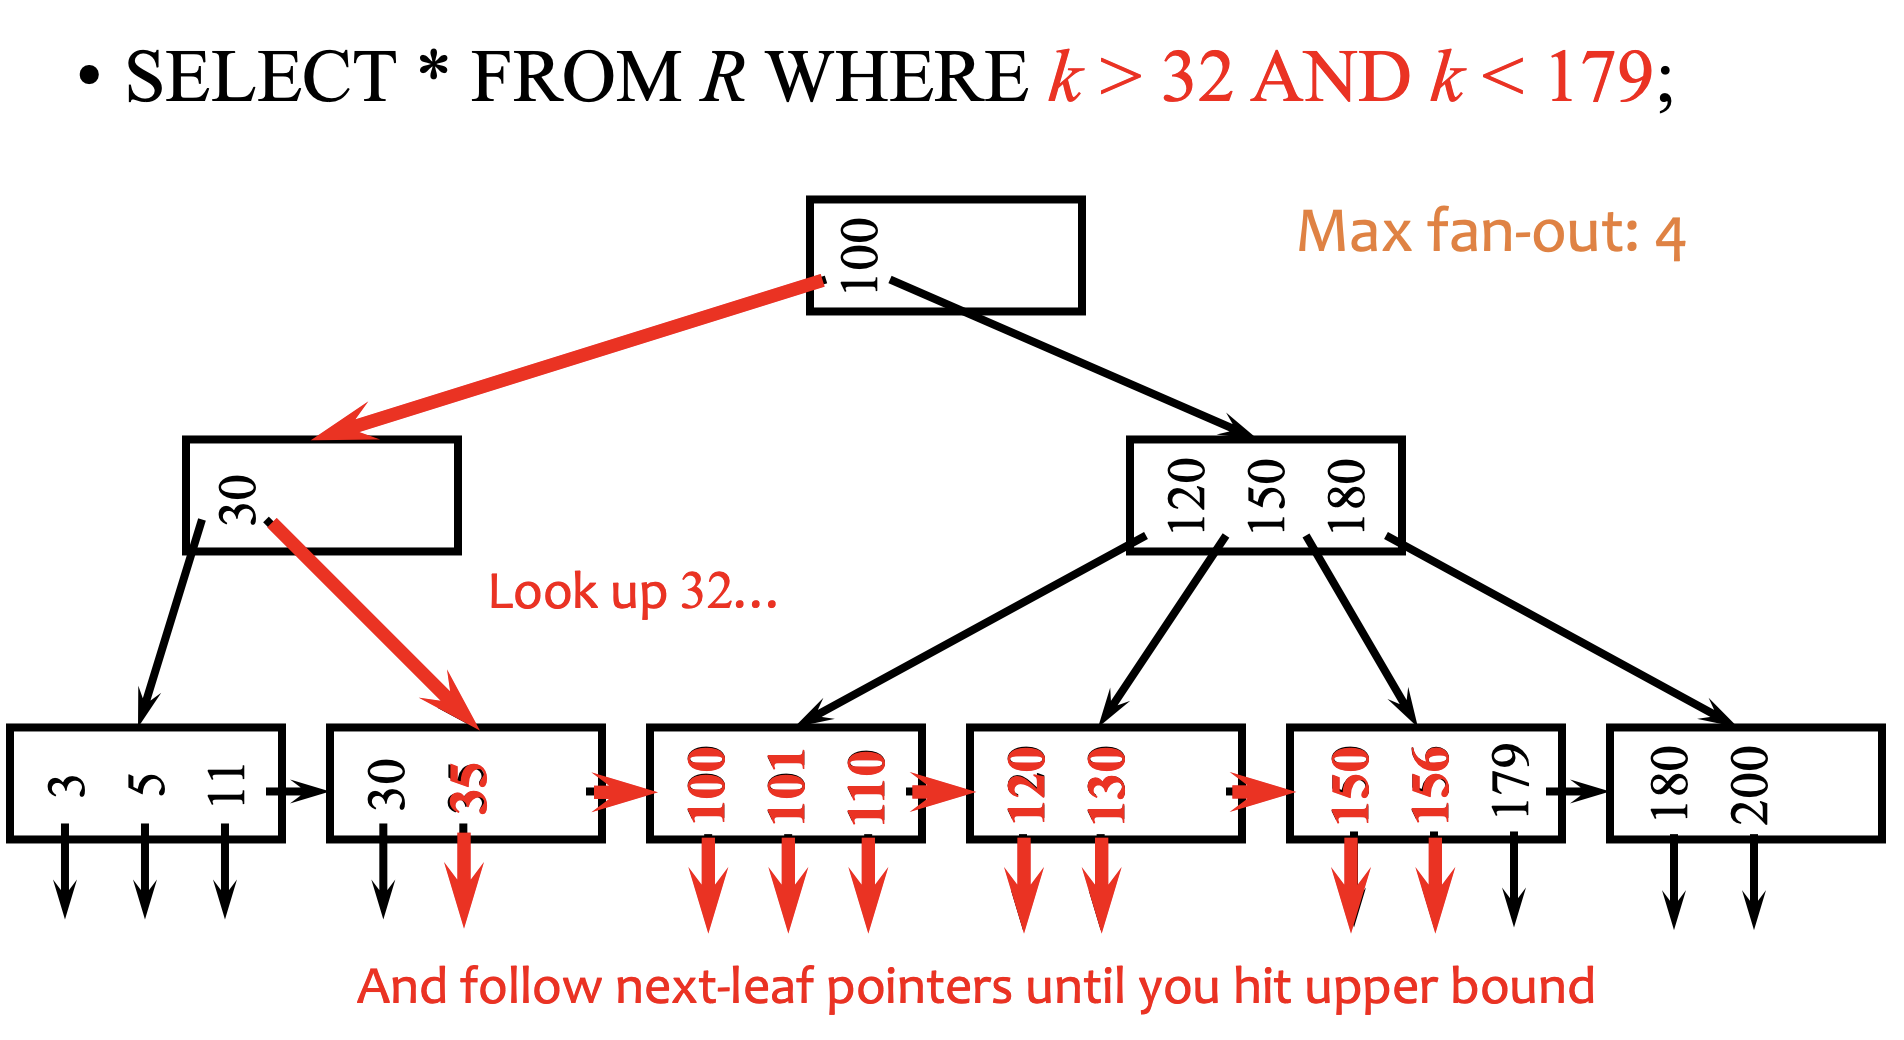 • SELECT * FROM R WHERE k > 32 AND k < 179;
Max fan-out: 4
100
30
120 150 180
Look up 32...
3 5 11 30 35 100 101 110 120 130 150 156 179 180 200
And follow next-leaf pointers until you hit upper bound